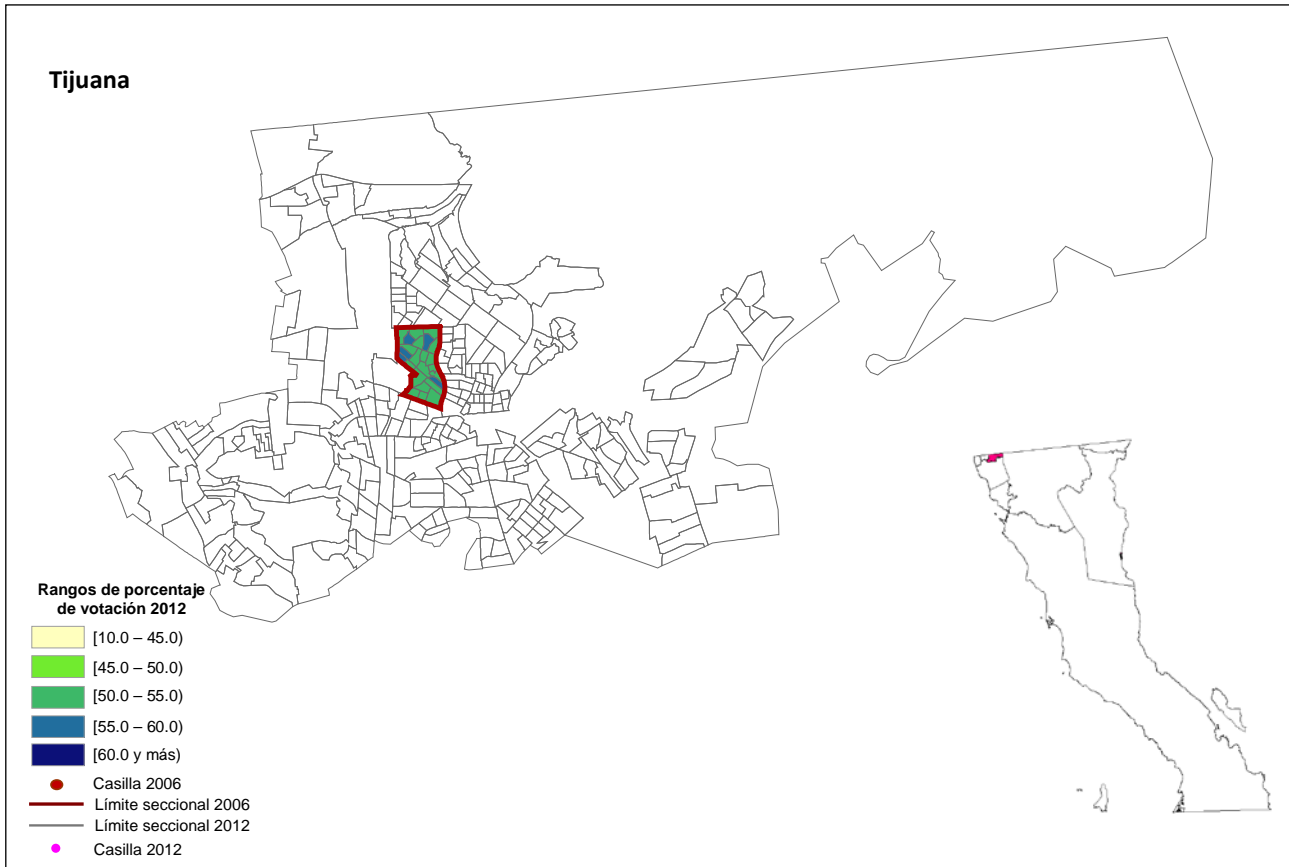 Tijuana
Rangos de porcentaje
de votación 2012
[10.0 – 45.0)
[45.0 – 50.0)
[50.0 – 55.0)
[55.0 – 60.0)
[60.0 y más)
Casilla 2006
Límite seccional 2006
Límite seccional 2012
Casilla 2012